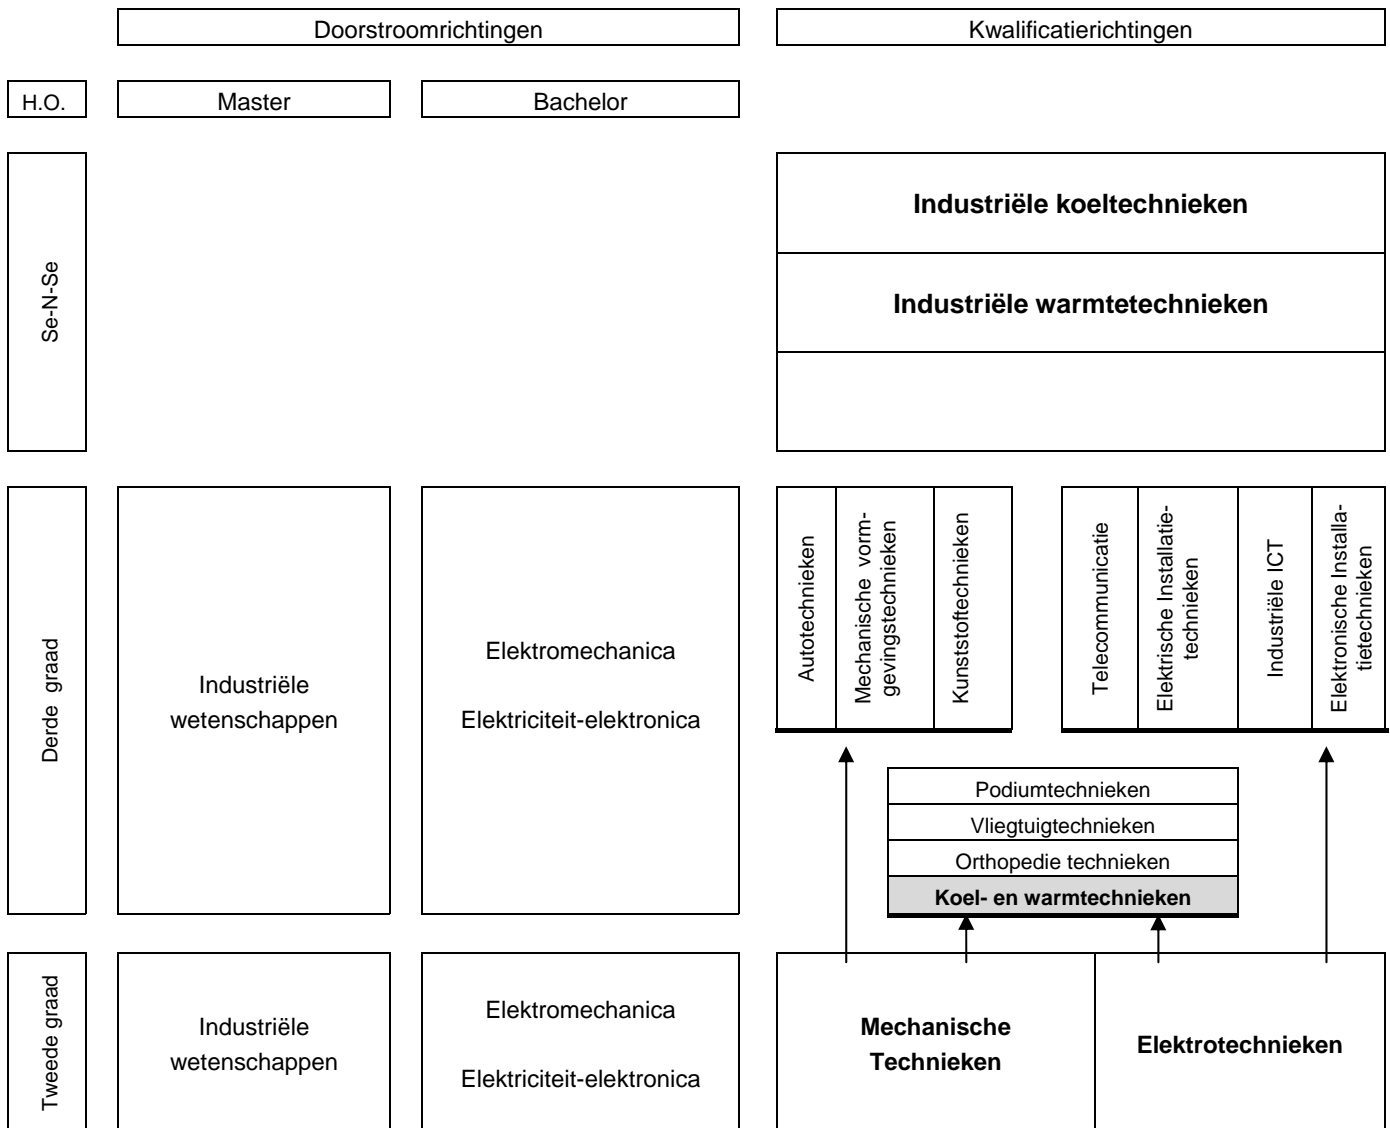 Doorstroomrichtingen
Kwalificatierichtingen
H.O.
Master
Bachelor
Se-N-Se
Industriële koeltechnieken
Industriële warmtetechnieken
Derde graad
Industriële
wetenschappen
Elektromechanica
Elektriciteit-elektronica
Autotechnieken
Mechanische vorm-
gevingstechnieken
Kunststoftechnieken
Telecommunicatie
Elektrische Installatie-
technieken
Industriële ICT
Elektronische Installa-
tietechnieken
Podiumtechnieken
Vliegtuigtechnieken
Orthopedie technieken
Koel- en warmtechnieken
Tweede graad
Industriële
wetenschappen
Elektromechanica
Elektriciteit-elektronica
Mechanische
Technieken
Elektrotechnieken